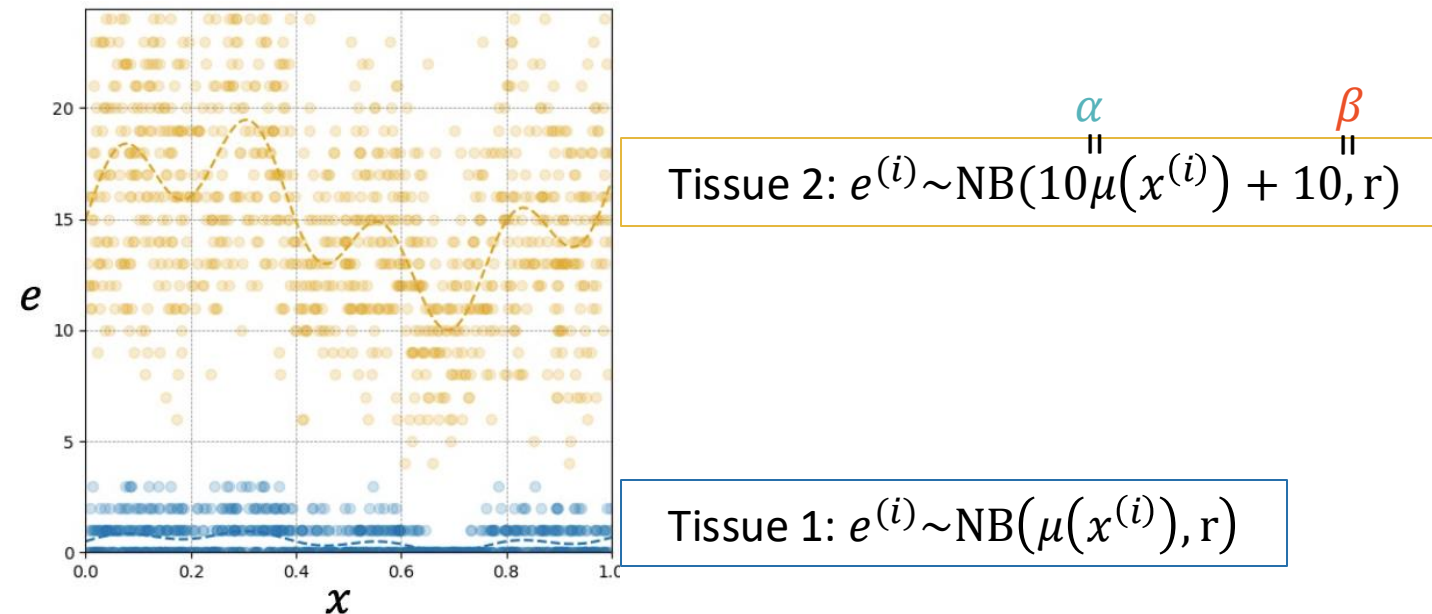 20
15
10
5
0
e
0.0 0.2 0.4 0.6 0.8 1.0
x
α β
= =
Tissue 2: e^(i)~NB(10μ(x^(i)) + 10, r)
Tissue 1: e^(i)~NB(μ(x^(i)), r)